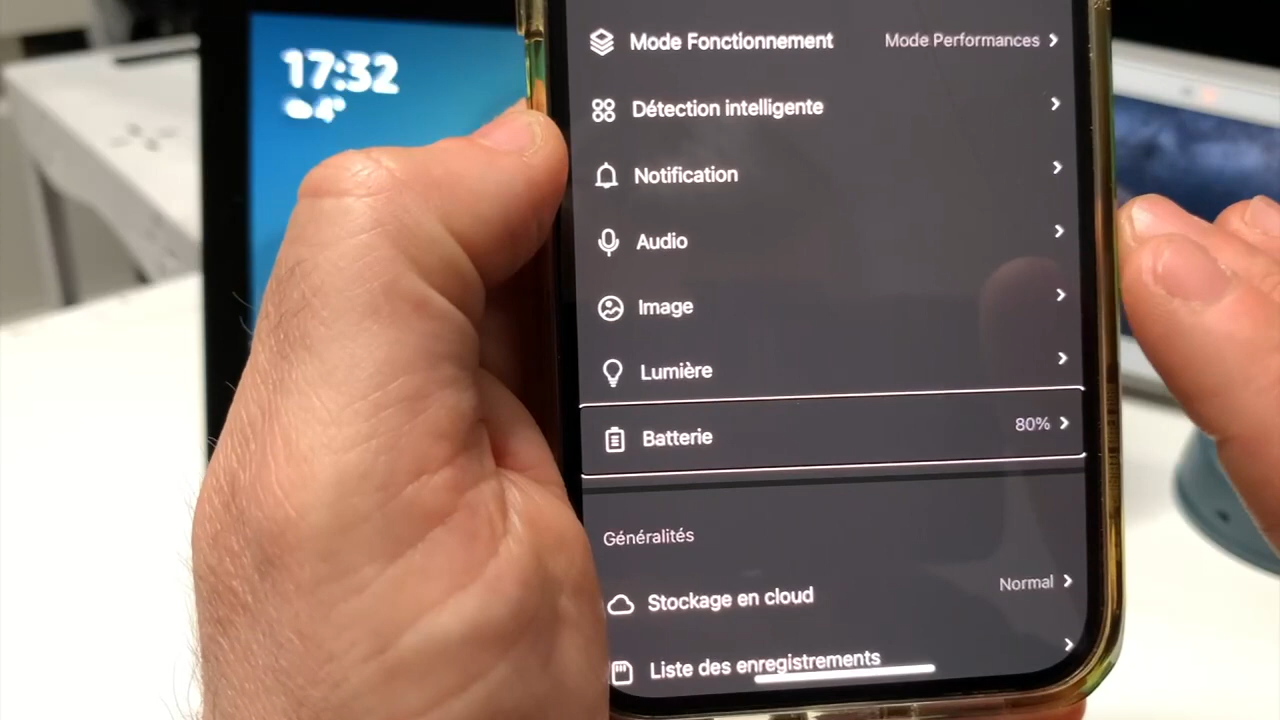 17:32
4°
Mode Fonctionnement Mode Performances
Détection intelligente
Notification
Audio
Image
Lumière
Batterie 80%
Généralités
Stockage en cloud Normal
Liste des enregistrements